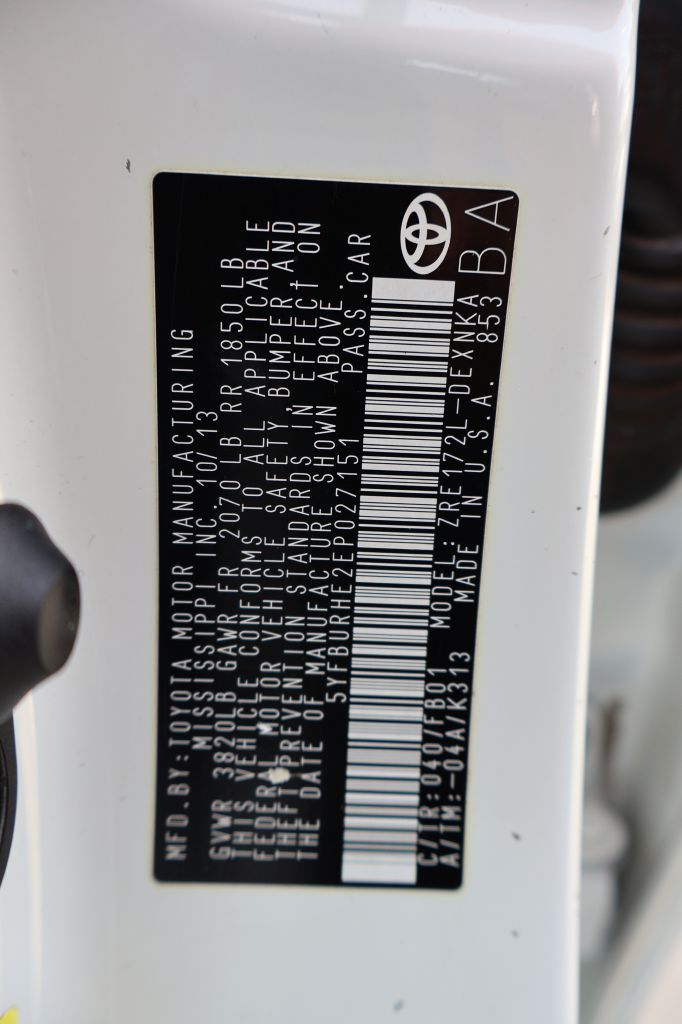 MFD.BY:TOYOTA MOTOR MANUFACTURING
MISSISSIPPI INC. 10/13
GVWR 3820LB GAWR FR 2070 LB RR 1850LB
THIS VEHICLE CONFORMS TO ALL APPLICABLE
FEDERAL MOTOR VEHICLE SAFETY, BUMPER, AND
THEFT PREVENTION STANDARDS IN EFFECT ON
THE DATE OF MANUFACTURE SHOWN ABOVE.
5YFBURHE2EP027151 PASS.CAR
C/TR:040/FB01 MODEL:ZRE172L-DEXNKA
A/TM:-04A/K313 MADE IN U.S.A. 853
BA